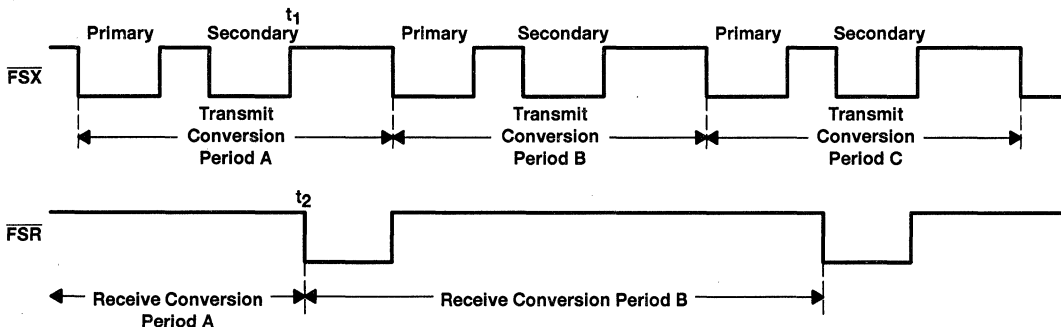 t1
Primary Secondary Primary Secondary Primary Secondary
FSX
Transmit Conversion Period A
Transmit Conversion Period B
Transmit Conversion Period C
t2
FSR
Receive Conversion Period A
Receive Conversion Period B